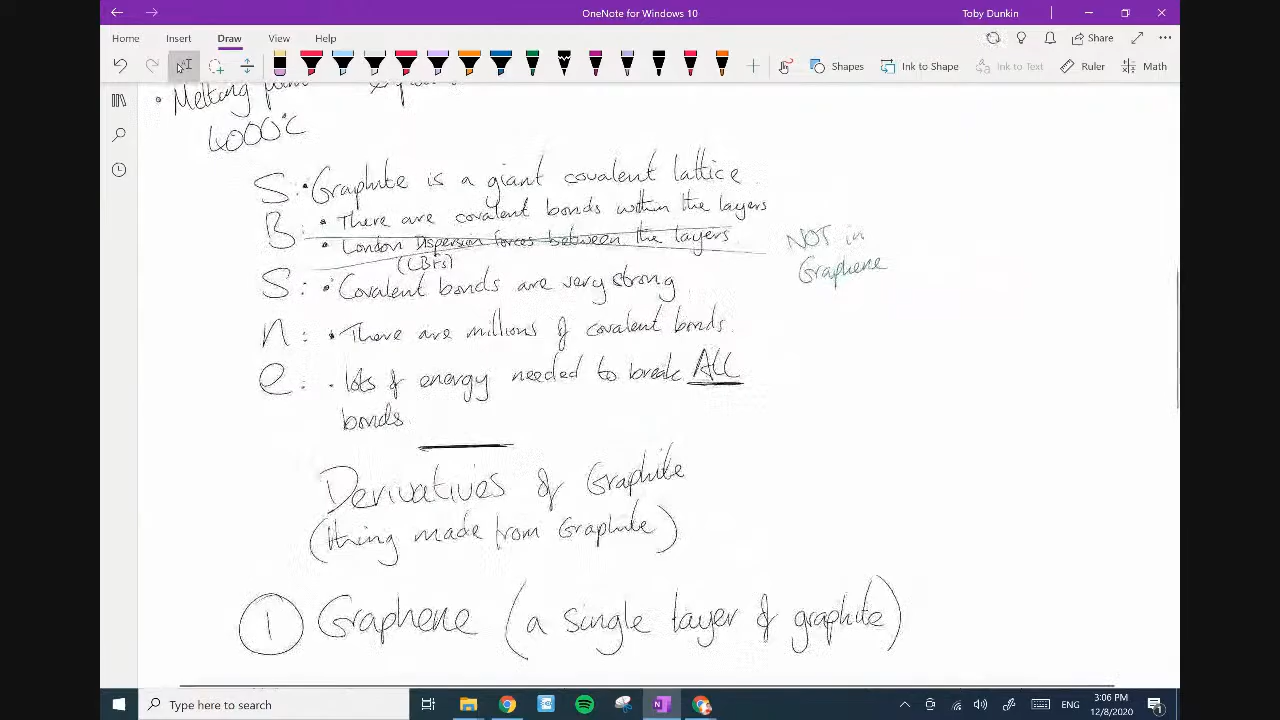 OneNote for Windows 10
Toby Dunkin
Home Insert Draw View Help
Share
Shapes Ink to Shape Ink to Text Ruler Math
• Melting point
4000°C
S: • Graphite is a giant covalent lattice.
B: • There are covalent bonds within the layers
• London Dispersion forces between the layers
(LDFs)
NOT in
Graphene
S: • Covalent bonds are very strong
n: • There are millions of covalent bonds.
e: • lots of energy needed to break ALL
bonds.
Derivatives of Graphite
(thing made from Graphite)
1 Graphene (a single layer of graphite)
Type here to search
ENG
3:06 PM
12/8/2020